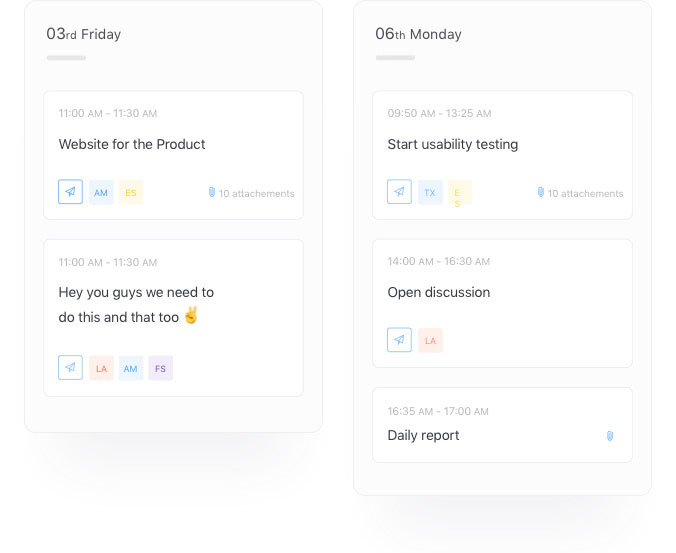 03rd Friday
11:00 AM - 11:30 AM
Website for the Product
AM ES 10 attachements
11:00 AM - 11:30 AM
Hey you guys we need to
do this and that too ✌️
LA AM FS
06th Monday
09:50 AM - 13:25 AM
Start usability testing
TX E
S
10 attachements
14:00 AM - 16:30 AM
Open discussion
LA
16:35 AM - 17:00 AM
Daily report